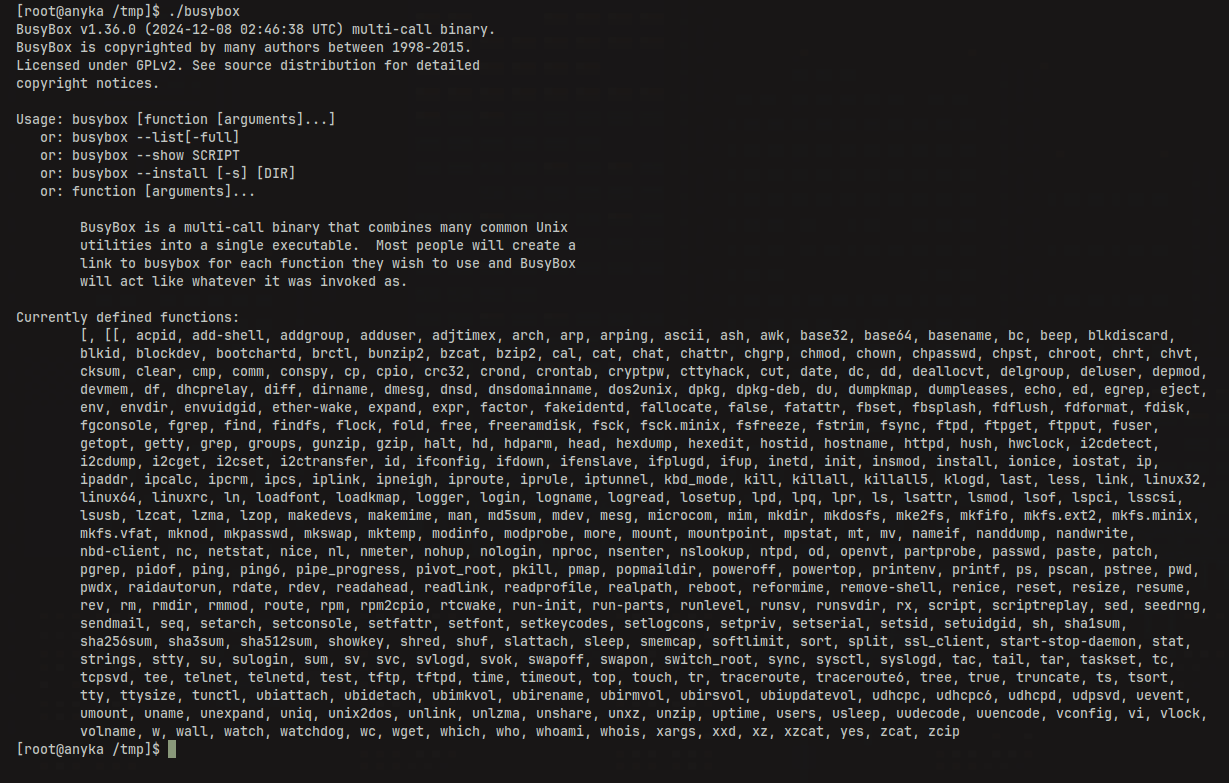 [root@anyka /tmp]$ ./busybox
BusyBox v1.36.0 (2024-12-08 02:46:38 UTC) multi-call binary.
BusyBox is copyrighted by many authors between 1998-2015.
Licensed under GPLv2. See source distribution for detailed
copyright notices.

Usage: busybox [function [arguments]...]
   or: busybox --list[-full]
   or: busybox --show SCRIPT
   or: busybox --install [-s] [DIR]
   or: function [arguments]...

        BusyBox is a multi-call binary that combines many common Unix
        utilities into a single executable.  Most people will create a
        link to busybox for each function they wish to use and BusyBox
        will act like whatever it was invoked as.

Currently defined functions:
        [, [[, acpid, add-shell, addgroup, adduser, adjtimex, arch, arp, arping, ascii, ash, awk, base32, base64, basename, bc, beep, blkdiscard,
        blkid, blockdev, bootchartd, brctl, bunzip2, bzcat, bzip2, cal, cat, chat, chattr, chgrp, chmod, chown, chpasswd, chpst, chroot, chrt, chvt,
        cksum, clear, cmp, comm, conspy, cp, cpio, crc32, crond, crontab, cryptpw, cttyhack, cut, date, dc, dd, deallocvt, delgroup, deluser, depmod,
        devmem, df, dhcprelay, diff, dirname, dmesg, dnsd, dnsdomainname, dos2unix, dpkg, dpkg-deb, du, dumpkmap, dumpleases, echo, ed, egrep, eject,
        env, envdir, envuidgid, ether-wake, expand, expr, factor, fakeidentd, fallocate, false, fatattr, fbset, fbsplash, fdflush, fdformat, fdisk,
        fgconsole, fgrep, find, findfs, flock, fold, free, freeramdisk, fsck, fsck.minix, fsfreeze, fstrim, fsync, ftpd, ftpget, ftpput, fuser,
        getopt, getty, grep, groups, gunzip, gzip, halt, hd, hdparm, head, hexdump, hexedit, hostid, hostname, httpd, hush, hwclock, i2cdetect,
        i2cdump, i2cget, i2cset, i2ctransfer, id, ifconfig, ifdown, ifenslave, ifplugd, ifup, inetd, init, insmod, install, ionice, iostat, ip,
        ipaddr, ipcalc, ipcrm, ipcs, iplink, ipneigh, iproute, iprule, iptunnel, kbd_mode, kill, killall, killall5, klogd, last, less, link, linux32,
        linux64, linuxrc, ln, loadfont, loadkmap, logger, login, logname, logread, losetup, lpd, lpq, lpr, ls, lsattr, lsmod, lsof, lspci, lsscsi,
        lsusb, lzcat, lzma, lzop, makedevs, makemime, man, md5sum, mdev, mesg, microcom, mim, mkdir, mkdosfs, mke2fs, mkfifo, mkfs.ext2, mkfs.minix,
        mkfs.vfat, mknod, mkpasswd, mkswap, mktemp, modinfo, modprobe, more, mount, mountpoint, mpstat, mt, mv, nameif, nanddump, nandwrite,
        nbd-client, nc, netstat, nice, nl, nmeter, nohup, nologin, nproc, nsenter, nslookup, ntpd, od, openvt, partprobe, passwd, paste, patch,
        pgrep, pidof, ping, ping6, pipe_progress, pivot_root, pkill, pmap, popmaildir, poweroff, powertop, printenv, printf, ps, pscan, pstree, pwd,
        pwdx, raidautorun, rdate, rdev, readahead, readlink, readprofile, realpath, reboot, reformime, remove-shell, renice, reset, resize, resume,
        rev, rm, rmdir, rmmod, route, rpm, rpm2cpio, rtcwake, run-init, run-parts, runlevel, runsv, runsvdir, rx, script, scriptreplay, sed, seedrng,
        sendmail, seq, setarch, setconsole, setfattr, setfont, setkeycodes, setlogcons, setpriv, setserial, setsid, setuidgid, sh, sha1sum,
        sha256sum, sha3sum, sha512sum, showkey, shred, shuf, slattach, sleep, smemcap, softlimit, sort, split, ssl_client, start-stop-daemon, stat,
        strings, stty, su, sulogin, sum, sv, svc, svlogd, svok, swapoff, swapon, switch_root, sync, sysctl, syslogd, tac, tail, tar, taskset, tc,
        tcpsvd, tee, telnet, telnetd, test, tftp, tftpd, time, timeout, top, touch, tr, traceroute, traceroute6, tree, true, truncate, ts, tsort,
        tty, ttysize, tunctl, ubiattach, ubidetach, ubimkvol, ubirename, ubirmvol, ubirsvol, ubiupdatevol, udhcpc, udhcpc6, udhcpd, udpsvd, uevent,
        umount, uname, unexpand, uniq, unix2dos, unlink, unlzma, unshare, unxz, unzip, uptime, users, usleep, uudecode, uuencode, vconfig, vi, vlock,
        volname, w, wall, watch, watchdog, wc, wget, which, who, whoami, whois, xargs, xxd, xz, xzcat, yes, zcat, zcip
[root@anyka /tmp]$